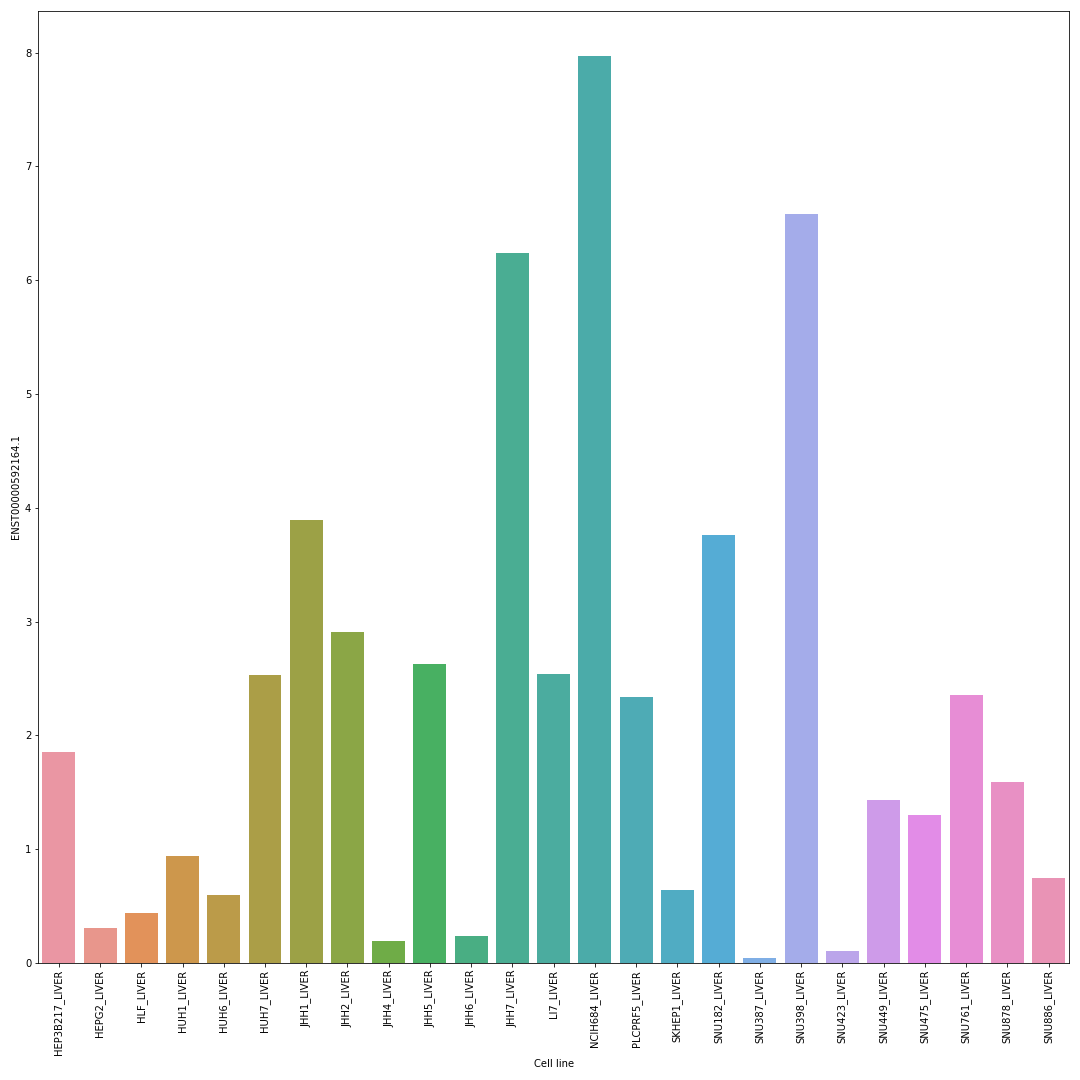 8
7
6
5
4
3
2
1
0
ENST00000592164.1
HEP3B217_LIVER
HEPG2_LIVER
HLF_LIVER
HUH1_LIVER
HUH6_LIVER
HUH7_LIVER
JHH1_LIVER
JHH2_LIVER
JHH4_LIVER
JHH5_LIVER
JHH6_LIVER
JHH7_LIVER
LI7_LIVER
NCIH684_LIVER
PLCPRF5_LIVER
SKHEP1_LIVER
SNU182_LIVER
SNU387_LIVER
SNU398_LIVER
SNU423_LIVER
SNU449_LIVER
SNU475_LIVER
SNU761_LIVER
SNU878_LIVER
SNU886_LIVER
Cell line